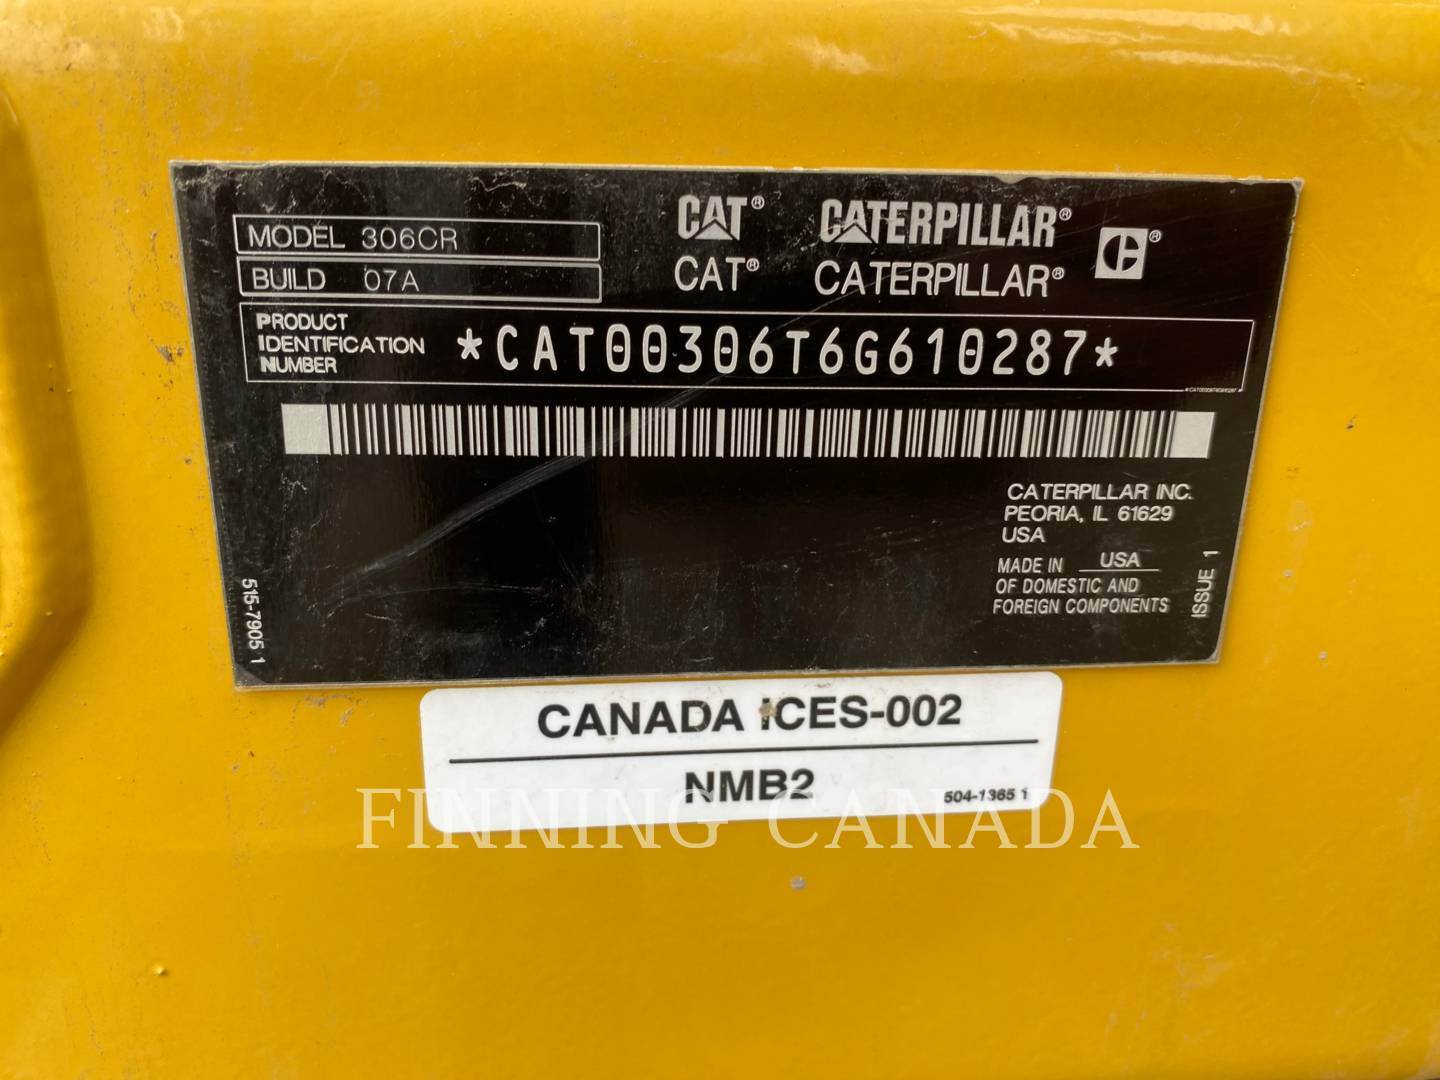 MODEL 306CR
BUILD 07A
CAT® CATERPILLAR®
CAT® CATERPILLAR® C®
PRODUCT
IDENTIFICATION
NUMBER
*CAT00306T6G610287*
*CAT00306T6G610287*
CATERPILLAR INC.
PEORIA, IL 61629
USA
MADE IN USA
OF DOMESTIC AND
FOREIGN COMPONENTS
ISSUE 1
515-7905 1
CANADA ICES-002
NMB2
504-1365 1
FINNING CANADA